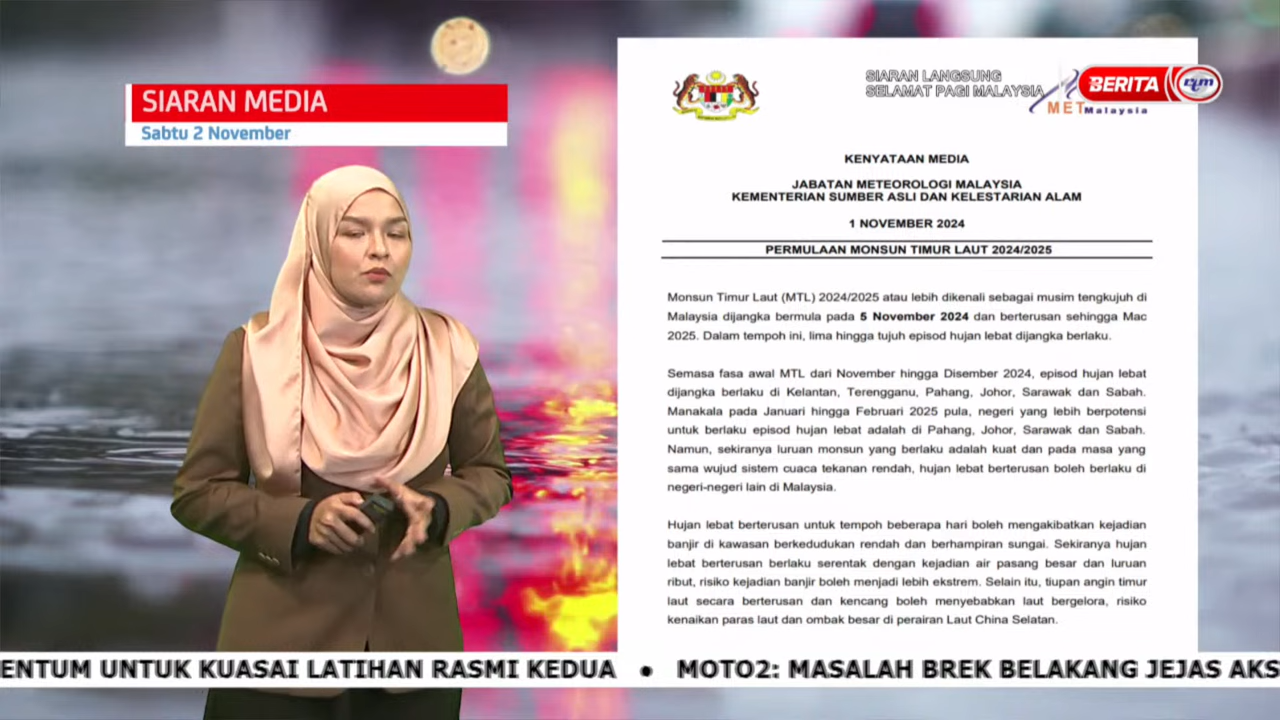 SIARAN MEDIA
Sabtu 2 November
SIARAN LANGSUNG
SELAMAT PAGI MALAYSIA
BERITA
MET Malaysia
KENYATAAN MEDIA
JABATAN METEOROLOGI MALAYSIA
KEMENTERIAN SUMBER ASLI DAN KELESTARIAN ALAM
1 NOVEMBER 2024
PERMULAAN MONSUN TIMUR LAUT 2024/2025
Monsun Timur Laut (MTL) 2024/2025 atau lebih dikenali sebagai musim tengkujuh di
Malaysia dijangka bermula pada 5 November 2024 dan berterusan sehingga Mac
2025. Dalam tempoh ini, lima hingga tujuh episod hujan lebat dijangka berlaku.
Semasa fasa awal MTL dari November hingga Disember 2024, episod hujan lebat
dijangka berlaku di Kelantan, Terengganu, Pahang, Johor, Sarawak dan Sabah.
Manakala pada Januari hingga Februari 2025 pula, negeri yang lebih berpotensi
untuk berlaku episod hujan lebat adalah di Pahang, Johor, Sarawak dan Sabah.
Namun, sekiranya luruan monsun yang berlaku adalah kuat dan pada masa yang
sama wujud sistem cuaca tekanan rendah, hujan lebat berterusan boleh berlaku di
negeri-negeri lain di Malaysia.
Hujan lebat berterusan untuk tempoh beberapa hari boleh mengakibatkan kejadian
banjir di kawasan berkedudukan rendah dan berhampiran sungai. Sekiranya hujan
lebat berterusan berlaku serentak dengan kejadian air pasang besar dan luruan
ribut, risiko kejadian banjir boleh menjadi lebih ekstrem. Selain itu, tiupan angin timur
laut secara berterusan dan kencang boleh menyebabkan laut bergelora, risiko
kenaikan paras laut dan ombak besar di perairan Laut China Selatan.
ENTUM UNTUK KUASAI LATIHAN RASMI KEDUA • MOTO2: MASALAH BREK BELAKANG JEJAS AKS